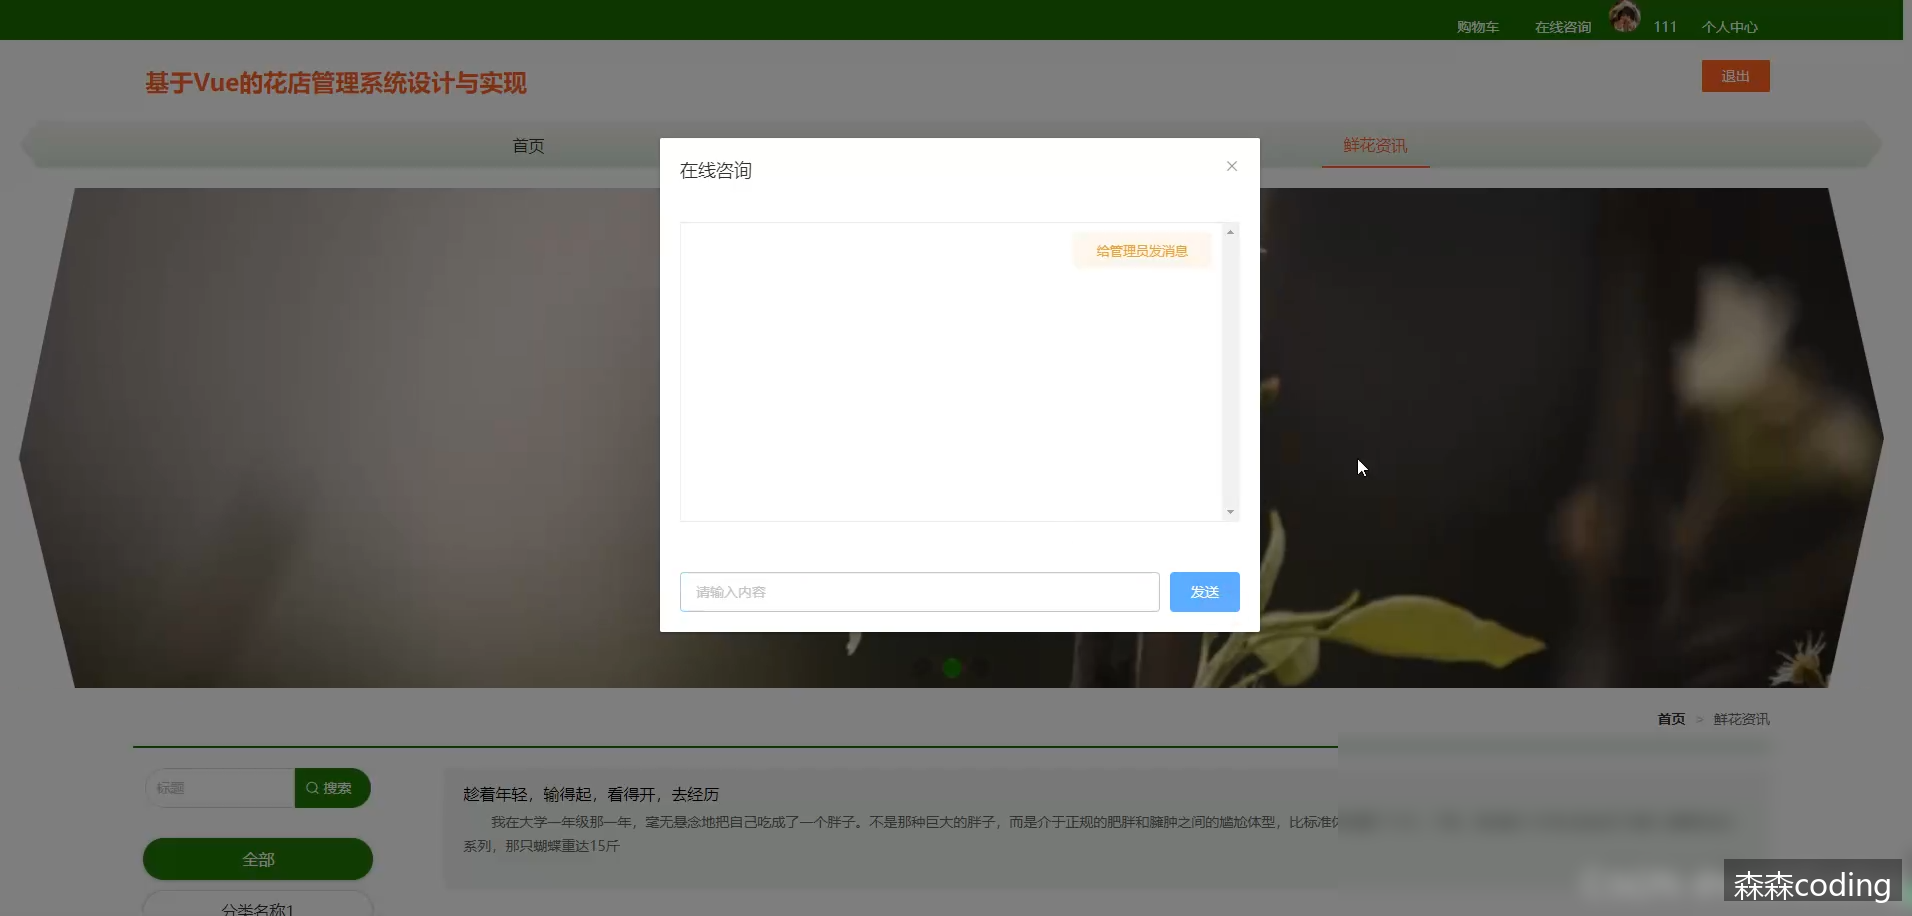 购物车 在线咨询 111 个人中心
基于Vue的花店管理系统设计与实现
退出
首页
鲜花资讯
在线咨询
给管理员发消息
请输入内容
发送
首页 > 鲜花资讯
标题
搜索
趁着年轻，输得起，看得开，去经历
我在大学一年级那一年，毫无悬念地把自己吃成了一个胖子。不是那种巨大的胖子，而是介于正规的肥胖和臃肿之间的尴尬体型，比标准
系列，那只蝴蝶重达15斤
全部
分类名称1
森森coding